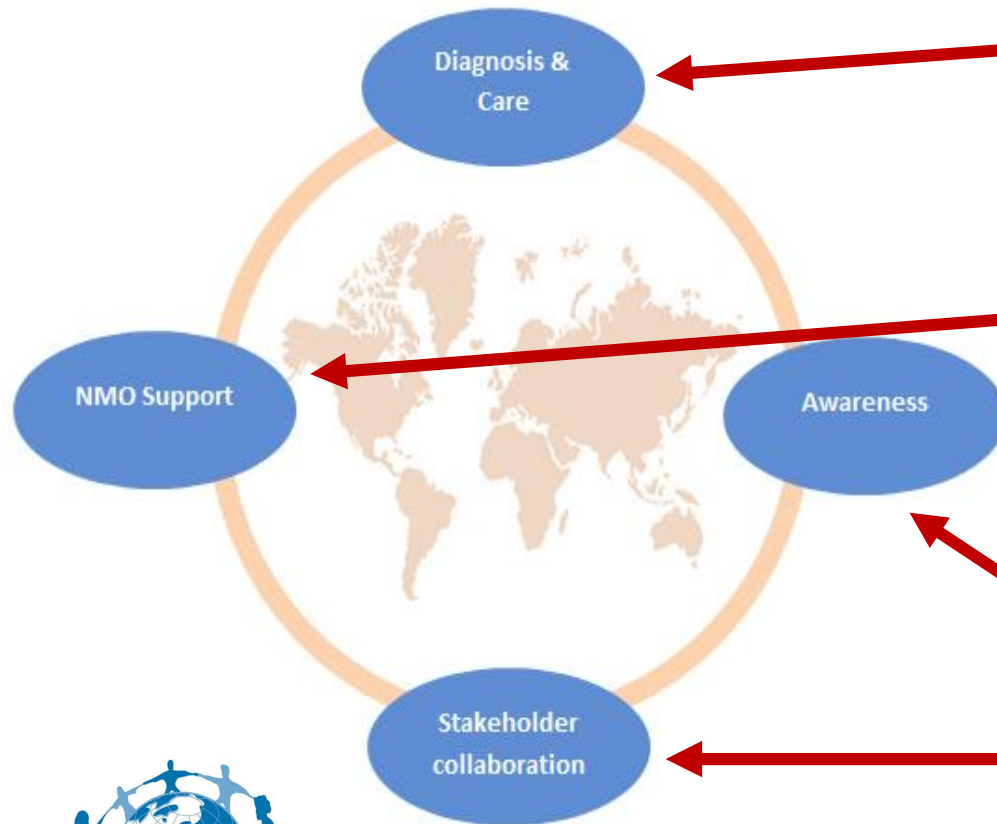 Diagnosis &
Care
NMO Support
Awareness
Stakeholder
collaboration